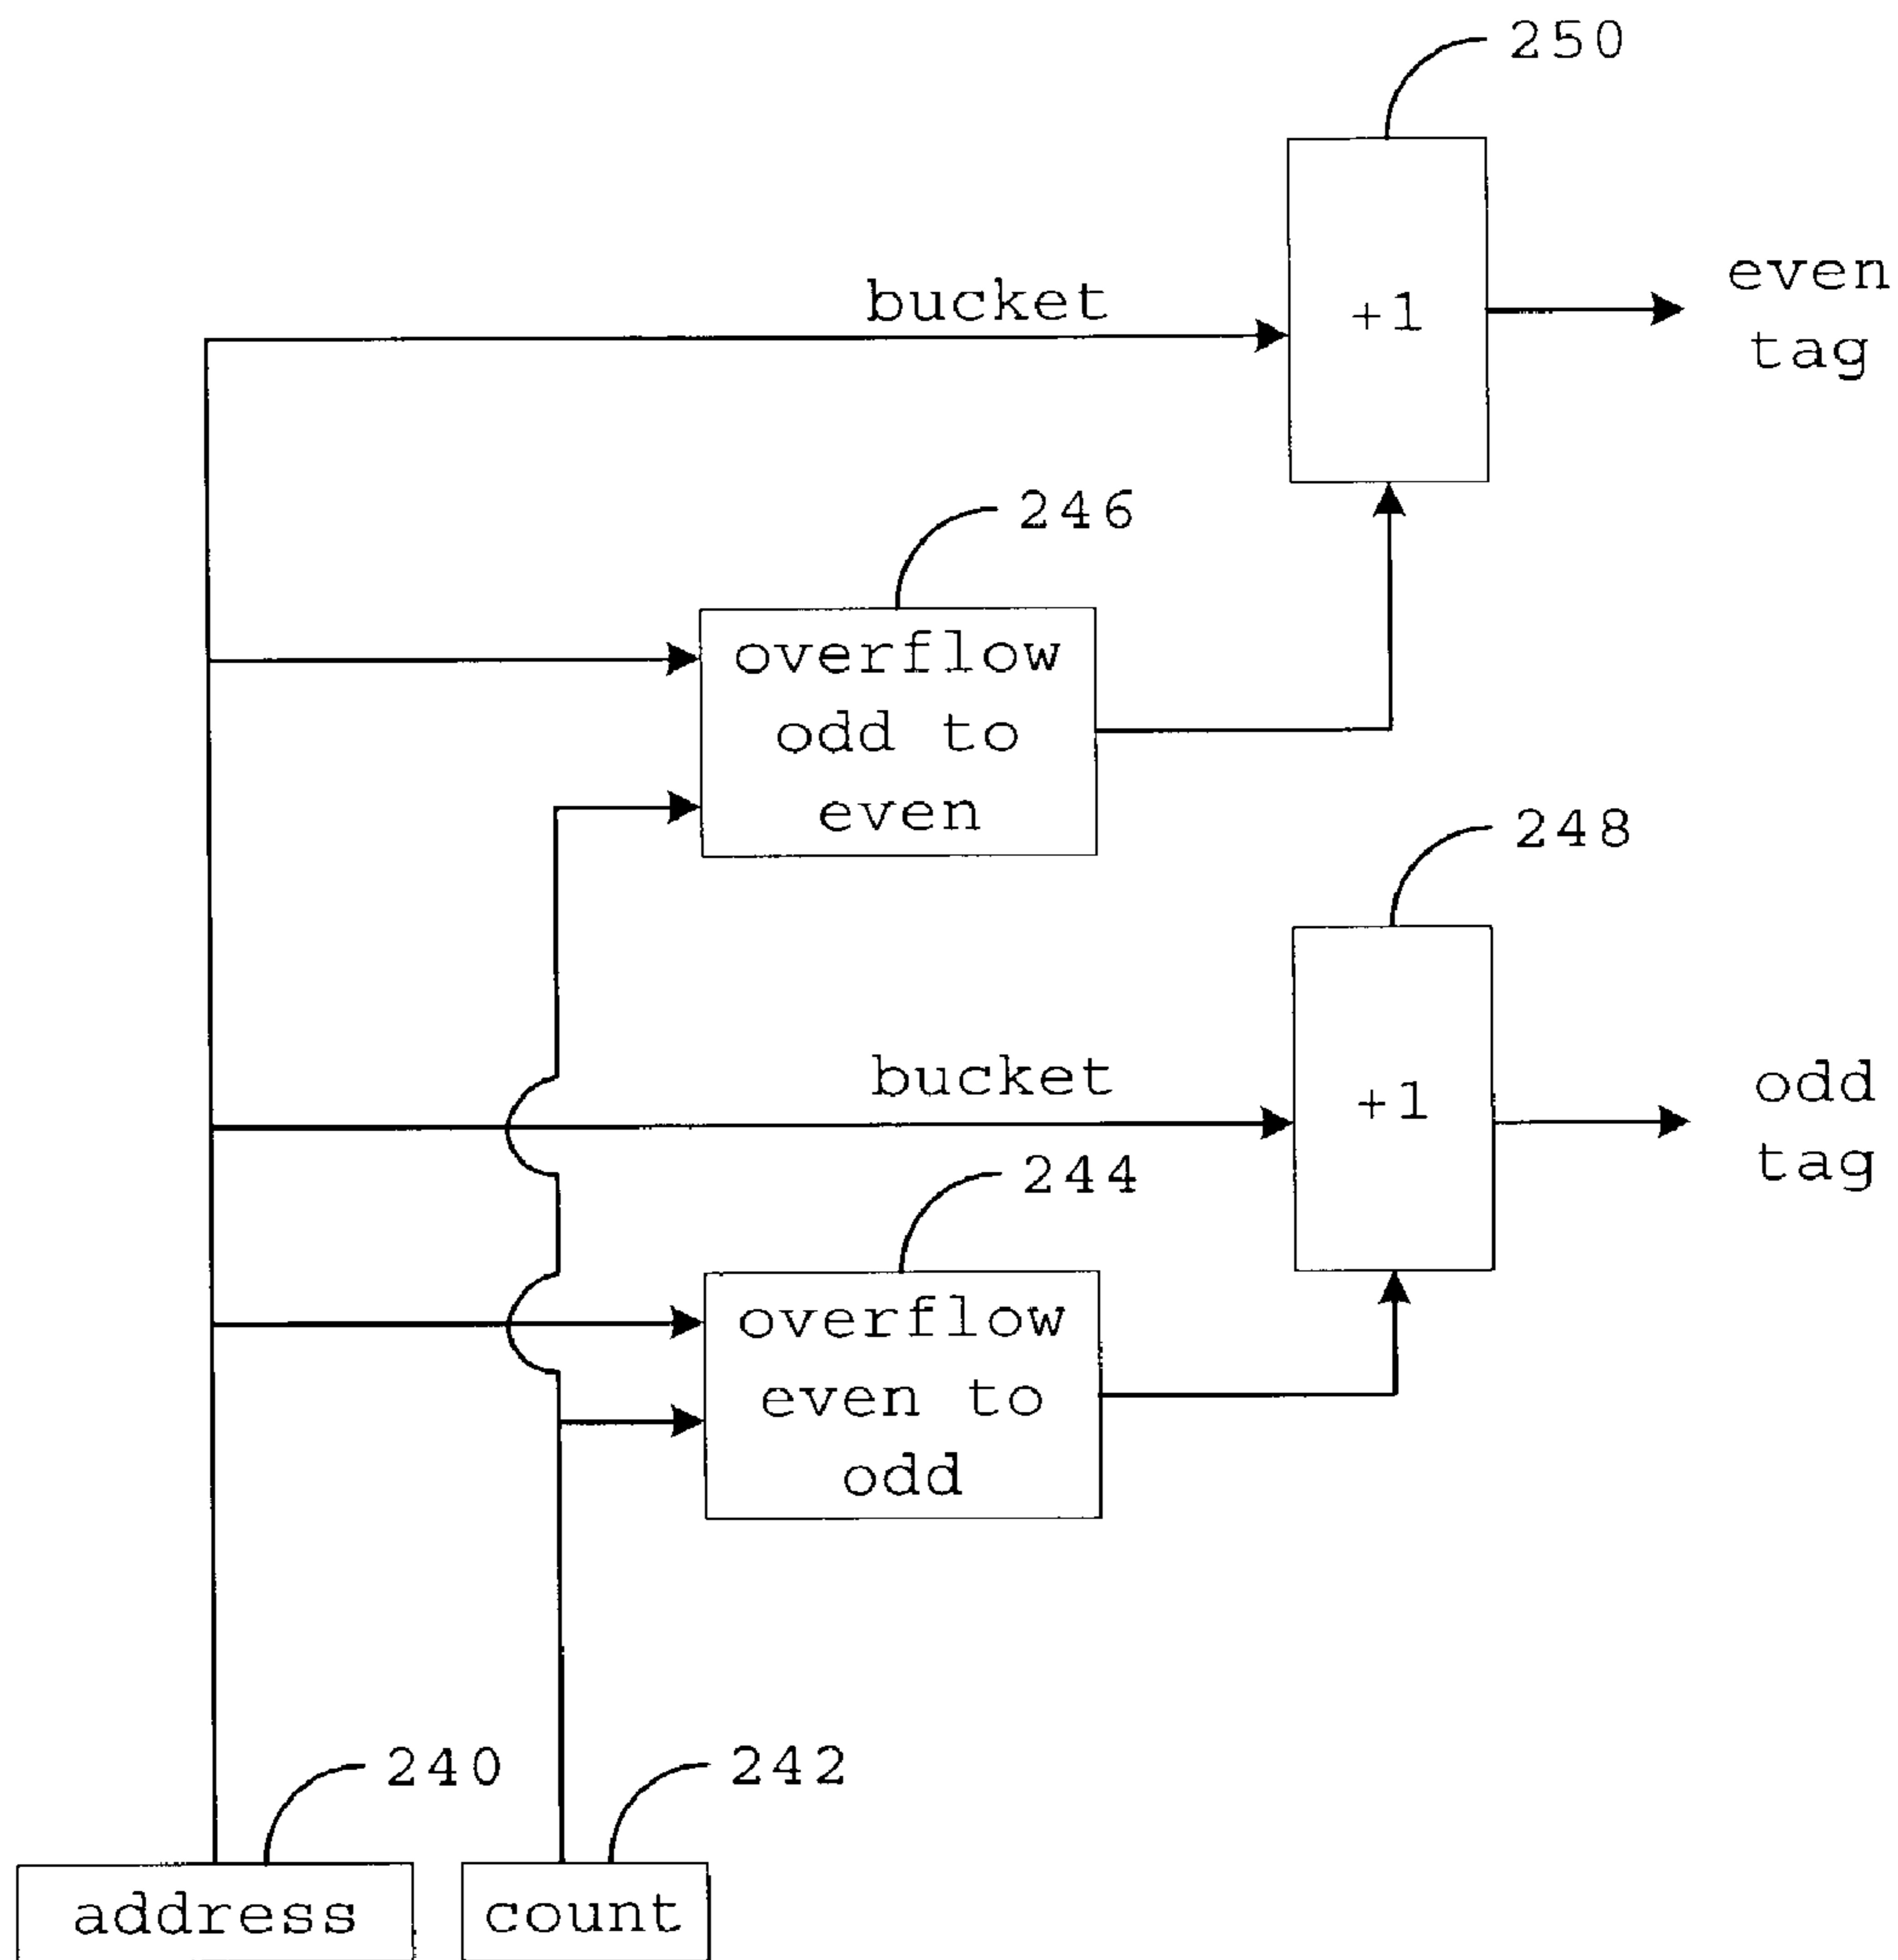 250
bucket
+1
even
tag
246
overflow
odd to
even
248
bucket
+1
odd
tag
244
overflow
even to
odd
240
242
address
count